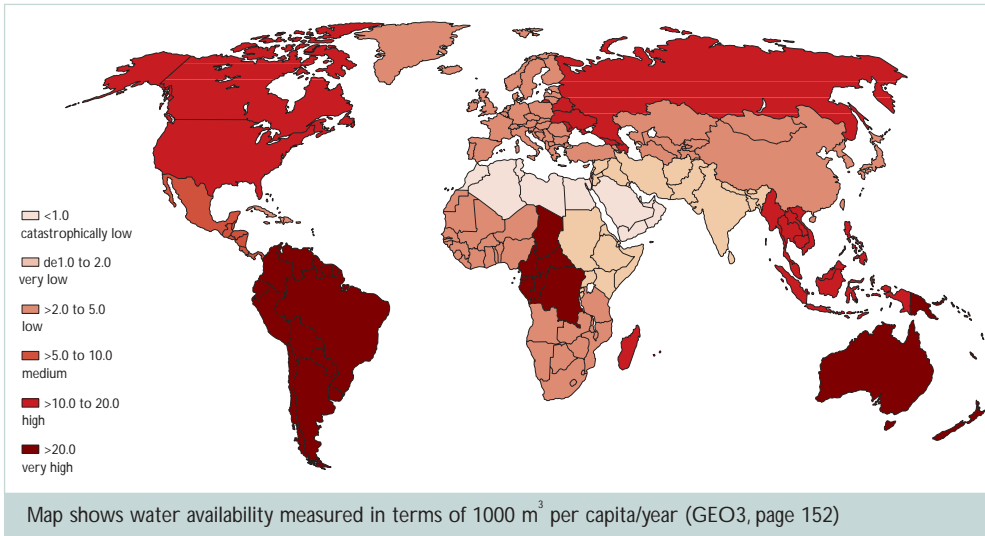 <1.0
catastrophically low
de1.0 to 2.0
very low
>2.0 to 5.0
low
>5.0 to 10.0
medium
>10.0 to 20.0
high
>20.0
very high
Map shows water availability measured in terms of 1000 m³ per capita/year (GEO3, page 152)